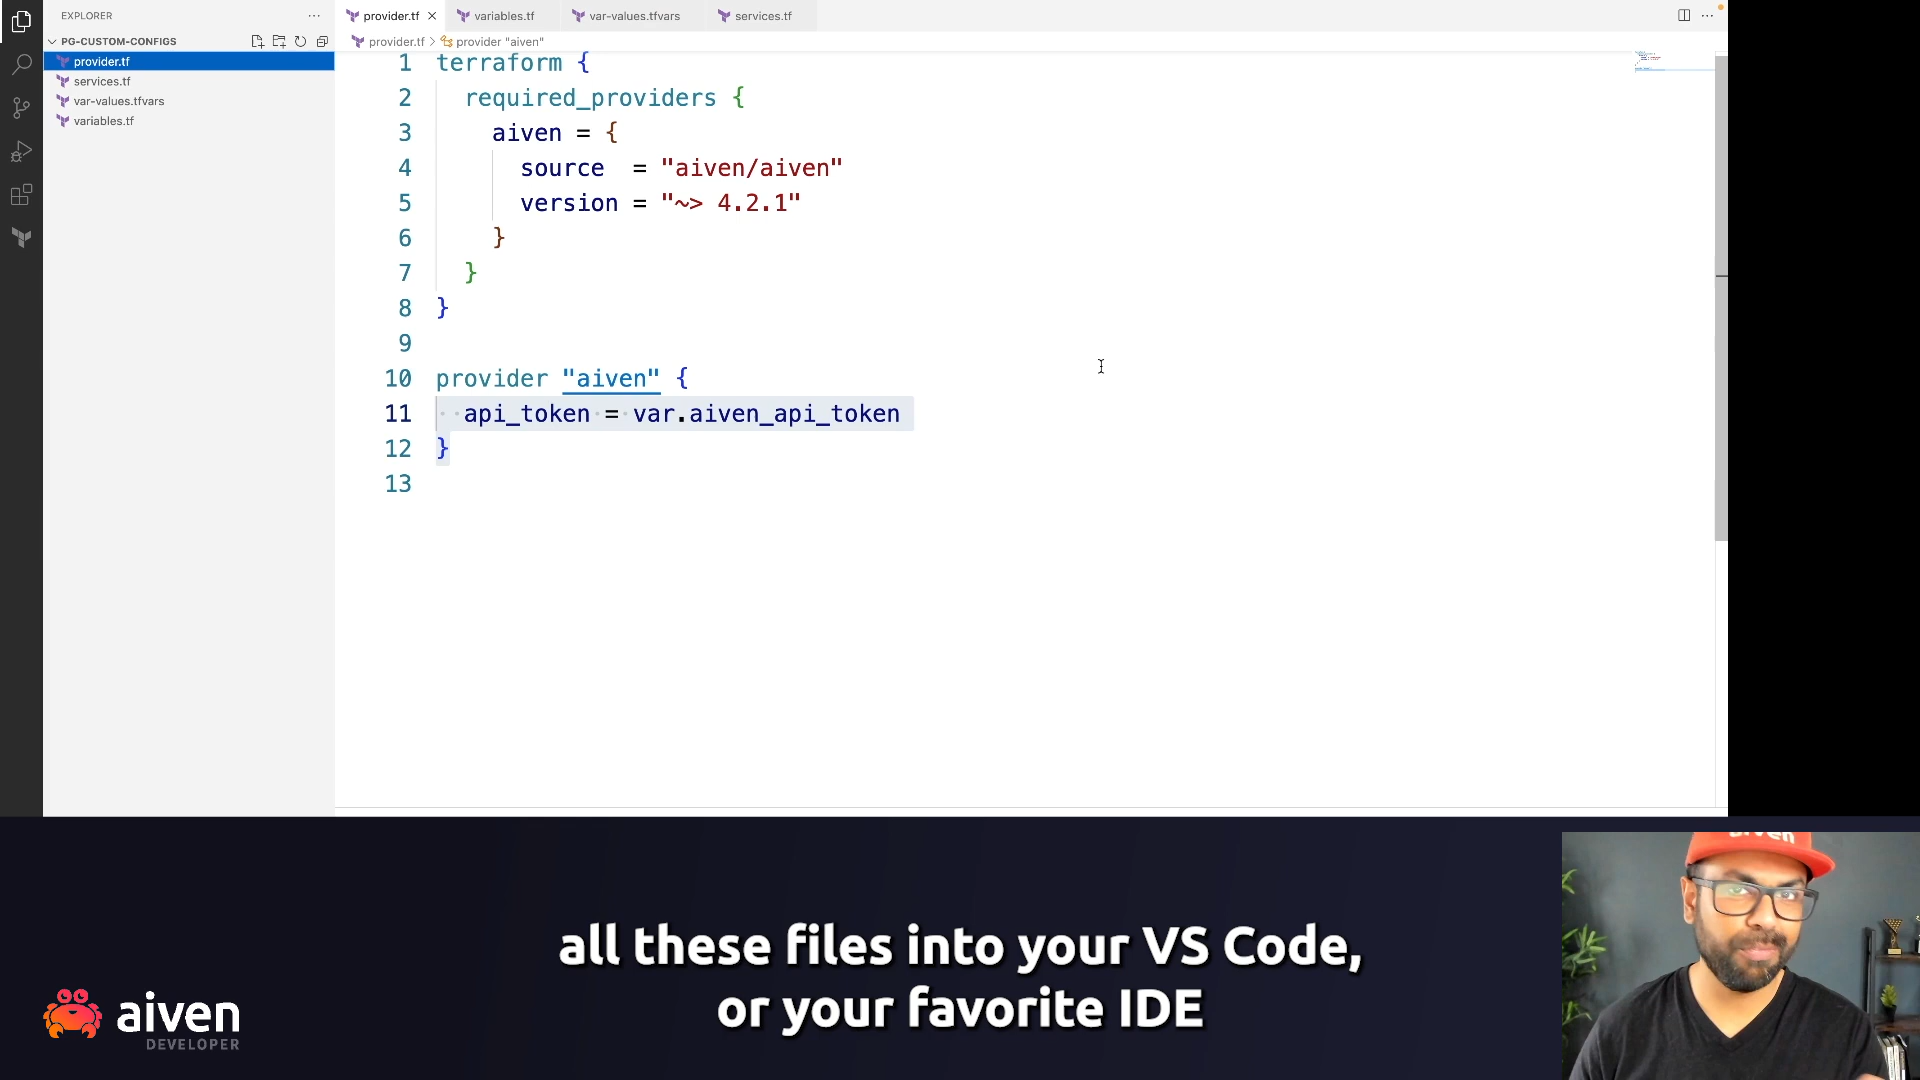 EXPLORER
PG-CUSTOM-CONFIGS
provider.tf
services.tf
var-values.tfvars
variables.tf
provider.tf
variables.tf
var-values.tfvars
services.tf
provider.tf > provider "aiven"
1 terraform {
2 required_providers {
3 aiven = {
4 source = "aiven/aiven"
5 version = "~> 4.2.1"
6 }
7 }
8 }
9
10 provider "aiven" {
11 api_token = var.aiven_api_token
12 }
13
all these files into your VS Code,
or your favorite IDE
aiven
DEVELOPER
aiven